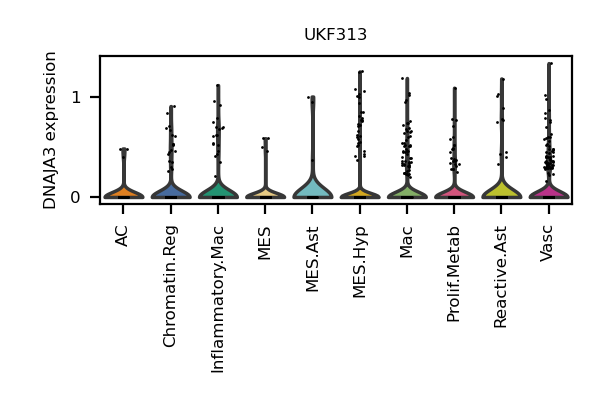 UKF313
DNAJA3 expression
1
0
AC
Chromatin.Reg
Inflammatory.Mac
MES
MES.Ast
MES.Hyp
Mac
Prolif.Metab
Reactive.Ast
Vasc